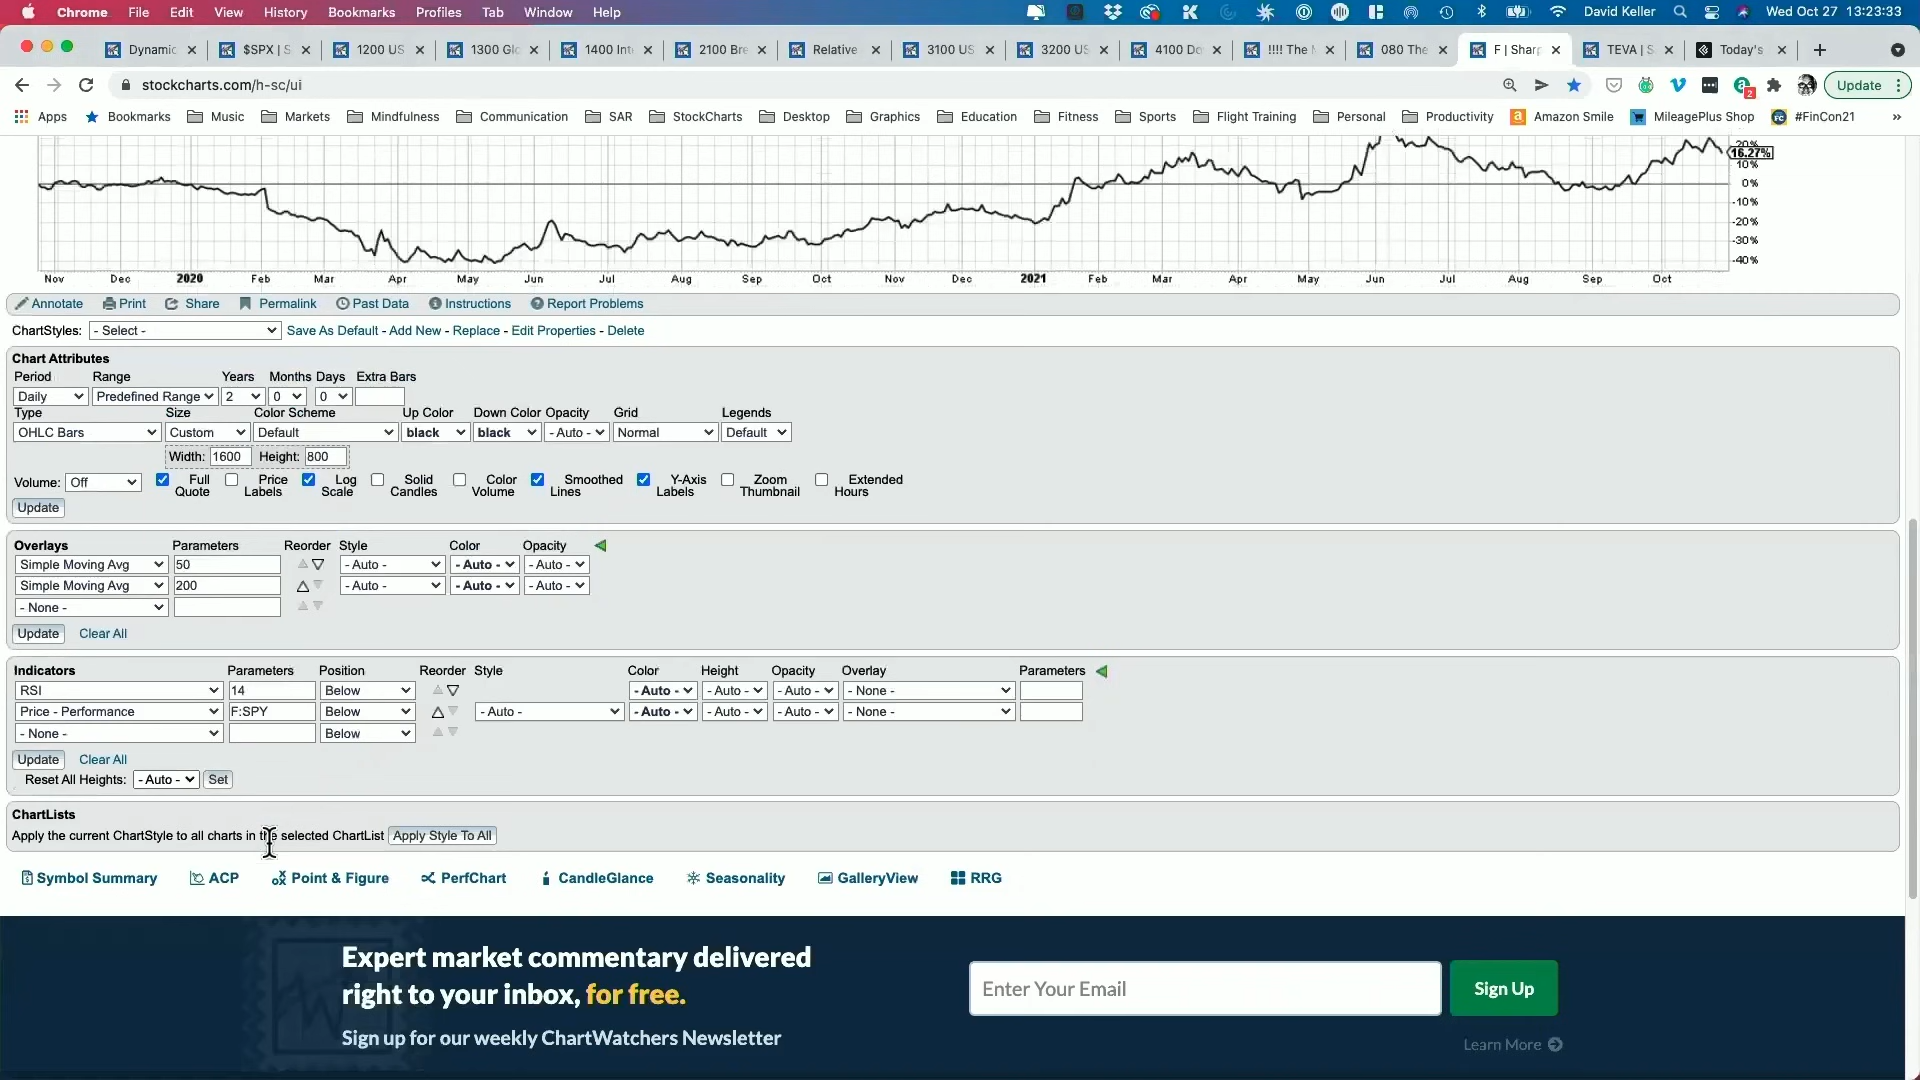 Chrome File Edit View History Bookmarks Profiles Tab Window Help David Keller Wed Oct 27 13:23:33
Dynamic $SPX | S 1200 US 1300 Glo 1400 Int 2100 Bre Relative 3100 US 3200 US 4100 Do !!!! The M 080 The F | Sharp TEVA | S Today's
stockcharts.com/h-sc/ui 2 Update
Apps Bookmarks Music Markets Mindfulness Communication SAR StockCharts Desktop Graphics Education Fitness Sports Flight Training Personal Productivity Amazon Smile MileagePlus Shop #FinCon21 »
20%
16.27%
10%
0%
-10%
-20%
-30%
-40%
Nov Dec 2020 Feb Mar Apr May Jun Jul Aug Sep Oct Nov Dec 2021 Feb Mar Apr May Jun Jul Aug Sep Oct
Annotate Print Share Permalink Past Data Instructions Report Problems
ChartStyles: - Select - Save As Default - Add New - Replace - Edit Properties - Delete
Chart Attributes
Period Range Years Months Days Extra Bars
Daily Predefined Range 2 0 0
Type Size Color Scheme Up Color Down Color Opacity Grid Legends
OHLC Bars Custom Default black black - Auto - Normal Default
Width: 1600 Height: 800
Volume: Off Full Quote Price Labels Log Scale Solid Candles Color Volume Smoothed Lines Y-Axis Labels Zoom Thumbnail Extended Hours
Update
Overlays Parameters Reorder Style Color Opacity
Simple Moving Avg 50 - Auto - - Auto - - Auto -
Simple Moving Avg 200 - Auto - - Auto - - Auto -
- None -
Update Clear All
Indicators Parameters Position Reorder Style Color Height Opacity Overlay Parameters
RSI 14 Below - Auto - - Auto - - Auto - - None -
Price - Performance F:SPY Below - Auto - - Auto - - Auto - - Auto - - None -
- None - Below
Update Clear All
Reset All Heights: - Auto - Set
ChartLists
Apply the current ChartStyle to all charts in the selected ChartList Apply Style To All
Symbol Summary ACP Point & Figure PerfChart CandleGlance Seasonality GalleryView RRG
Expert market commentary delivered
right to your inbox, for free.
Sign up for our weekly ChartWatchers Newsletter
Enter Your Email
Sign Up
Learn More